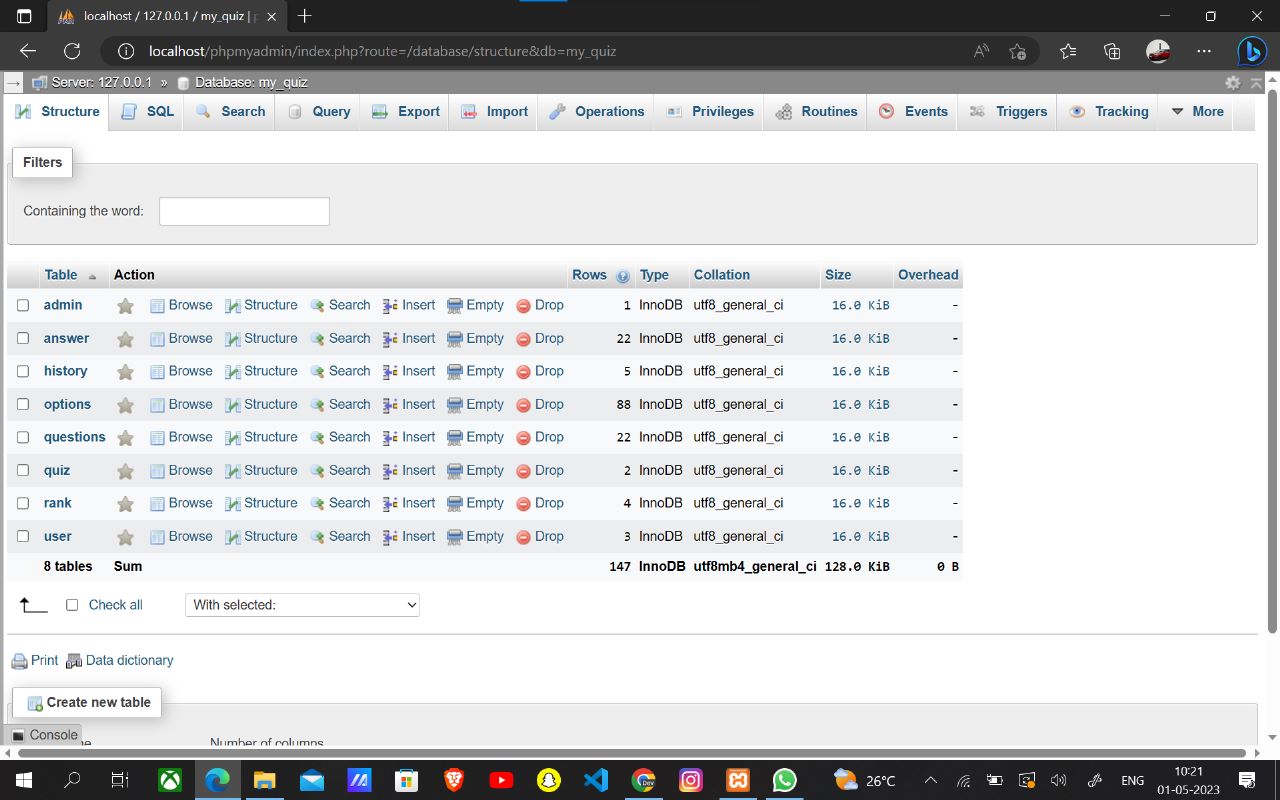 localhost / 127.0.0.1 / my_quiz | p
localhost/phpmyadmin/index.php?route=/database/structure&db=my_quiz
Server: 127.0.0.1 » Database: my_quiz
Structure SQL Search Query Export Import Operations Privileges Routines Events Triggers Tracking More
Filters
Containing the word:
Table Action Rows Type Collation Size Overhead
admin Browse Structure Search Insert Empty Drop 1 InnoDB utf8_general_ci 16.0 KiB -
answer Browse Structure Search Insert Empty Drop 22 InnoDB utf8_general_ci 16.0 KiB -
history Browse Structure Search Insert Empty Drop 5 InnoDB utf8_general_ci 16.0 KiB -
options Browse Structure Search Insert Empty Drop 88 InnoDB utf8_general_ci 16.0 KiB -
questions Browse Structure Search Insert Empty Drop 22 InnoDB utf8_general_ci 16.0 KiB -
quiz Browse Structure Search Insert Empty Drop 2 InnoDB utf8_general_ci 16.0 KiB -
rank Browse Structure Search Insert Empty Drop 4 InnoDB utf8_general_ci 16.0 KiB -
user Browse Structure Search Insert Empty Drop 3 InnoDB utf8_general_ci 16.0 KiB -
8 tables Sum 147 InnoDB utf8mb4_general_ci 128.0 KiB 0 B
Check all With selected:
Print Data dictionary
Create new table
Console
Number of columns
26°C ENG 10:21
01-05-2023